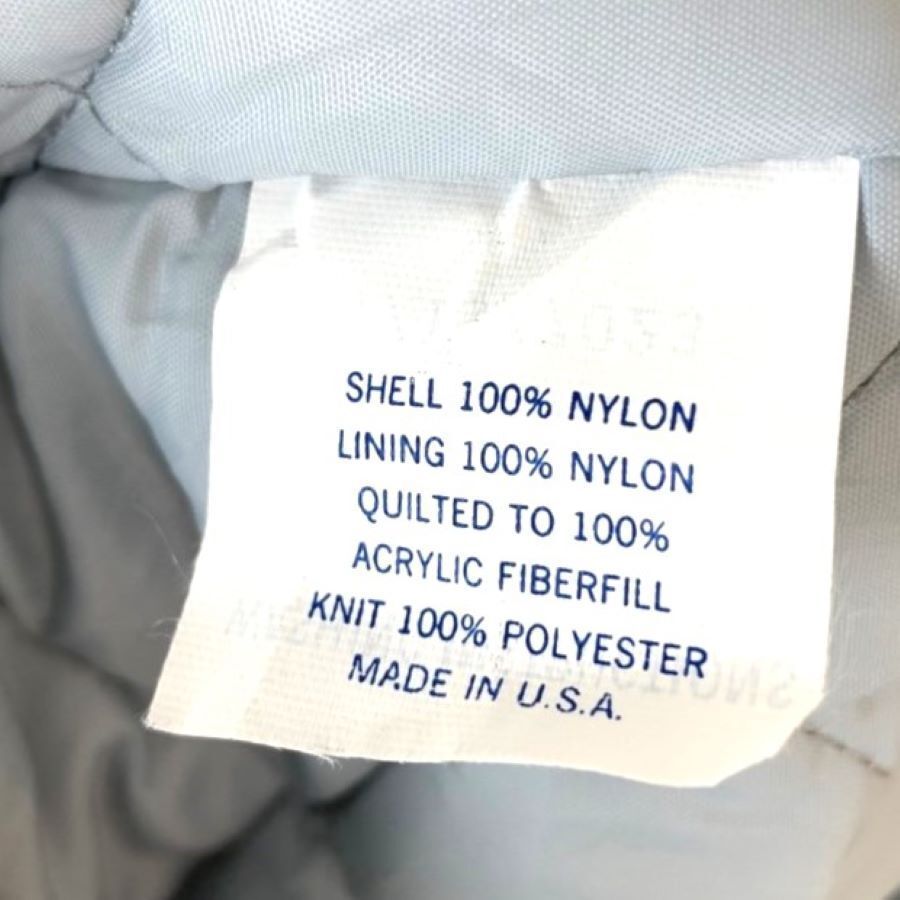 SHELL 100% NYLON
LINING 100% NYLON
QUILTED TO 100%
ACRYLIC FIBERFILL
KNIT 100% POLYESTER
MADE IN U.S.A.